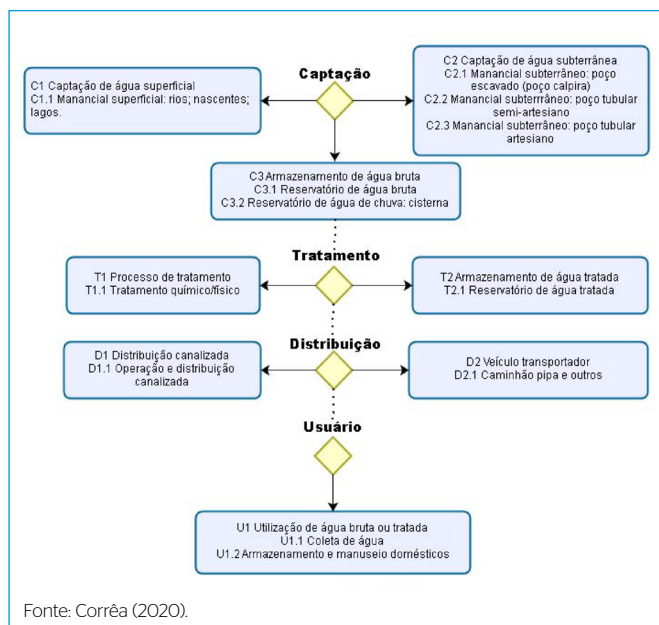 Captação
C1 Captação de água superficial
C1.1 Manancial superficial: rios; nascentes;
lagos.
C2 Captação de água subterrânea
C2.1 Manancial subterrâneo: poço
escavado (poço calpira)
C2.2 Manancial subterrrâneo: poço tubular
semi-artesiano
C2.3 Manancial subterrâneo: poço tubular
artesiano
C3 Armazenamento de água bruta
C3.1 Reservatório de água bruta
C3.2 Reservatório de água de chuva: cisterna
Tratamento
T1 Processo de tratamento
T1.1 Tratamento químico/físico
T2 Armazenamento de água tratada
T2.1 Reservatório de água tratada
Distribuição
D1 Distribuição canalizada
D1.1 Operação e distribuição
canalizada
D2 Veículo transportador
D2.1 Caminhão pipa e outros
Usuário
U1 Utilização de água bruta ou tratada
U1.1 Coleta de água
U1.2 Armazenamento e manuseio domésticos
Fonte: Corrêa (2020).